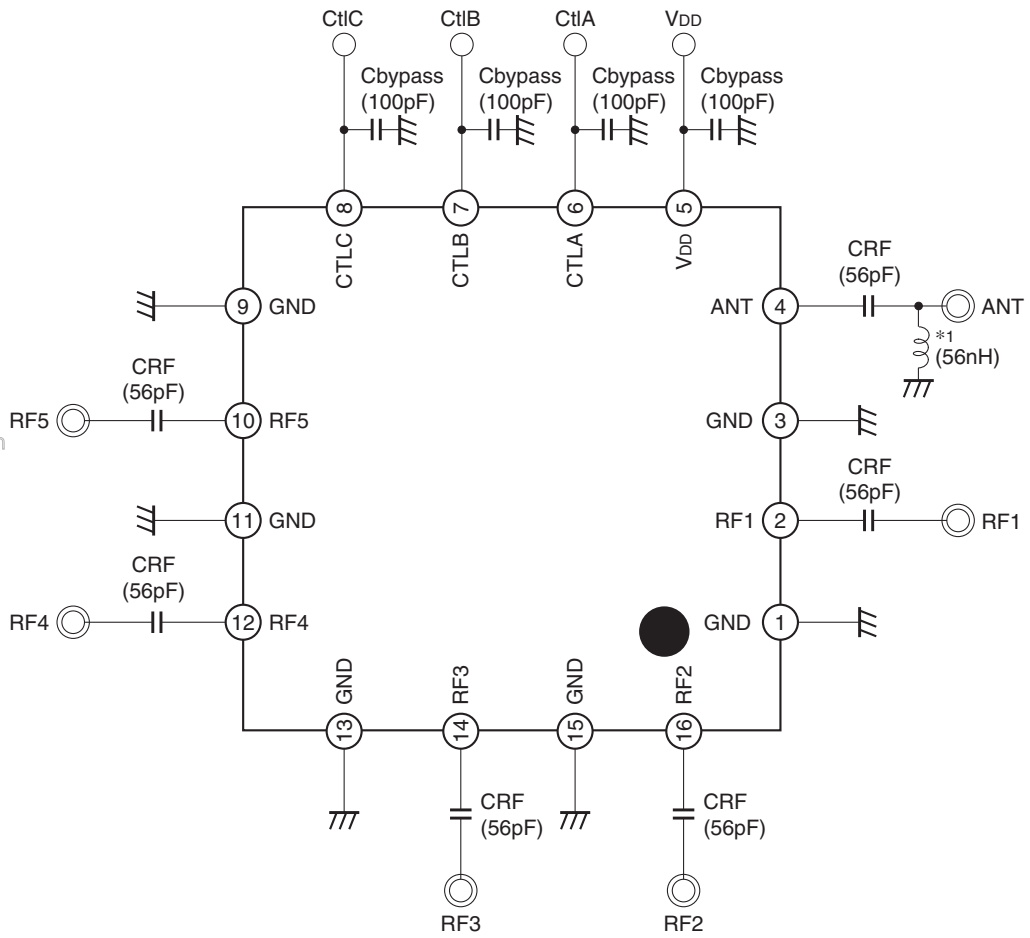 CtlC
CtlB
CtlA
VDD
Cbypass
(100pF)
Cbypass
(100pF)
Cbypass
(100pF)
Cbypass
(100pF)
8
7
6
5
CTLC
CTLB
CTLA
VDD
9
GND
ANT
4
CRF
(56pF)
ANT
*1
(56nH)
CRF
(56pF)
RF5
10
RF5
GND
3
11
GND
RF1
2
CRF
(56pF)
RF1
CRF
(56pF)
RF4
12
RF4
GND
1
GND
RF3
GND
RF2
13
14
15
16
CRF
(56pF)
CRF
(56pF)
RF3
RF2